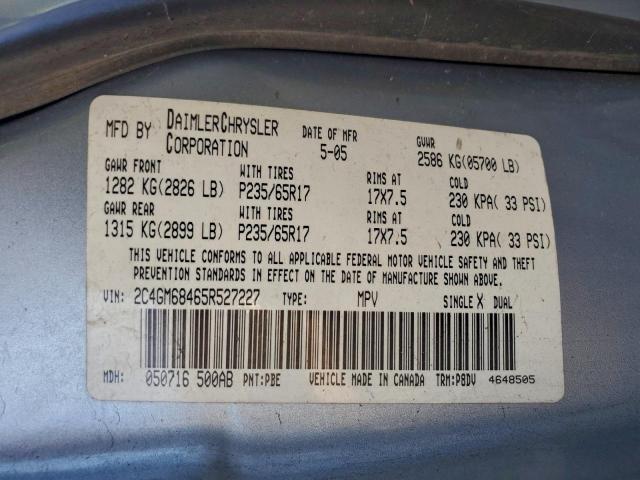 MFD BY DAIMLERCHRYSLER CORPORATION DATE OF MFR 5-05 GVWR 2586 KG(05700 LB)
GAWR FRONT WITH TIRES RIMS AT COLD
1282 KG(2826 LB) P235/65R17 17X7.5 230 KPA( 33 PSI)
GAWR REAR WITH TIRES RIMS AT COLD
1315 KG(2899 LB) P235/65R17 17X7.5 230 KPA( 33 PSI)
THIS VEHICLE CONFORMS TO ALL APPLICABLE FEDERAL MOTOR VEHICLE SAFETY AND THEFT
PREVENTION STANDARDS IN EFFECT ON THE DATE OF MANUFACTURE SHOWN ABOVE.
VIN: 2C4GM68465R527227 TYPE: MPV SINGLE X DUAL
MDH: 050716 500AB PNT:PBE VEHICLE MADE IN CANADA TRM:P8DV 4648505